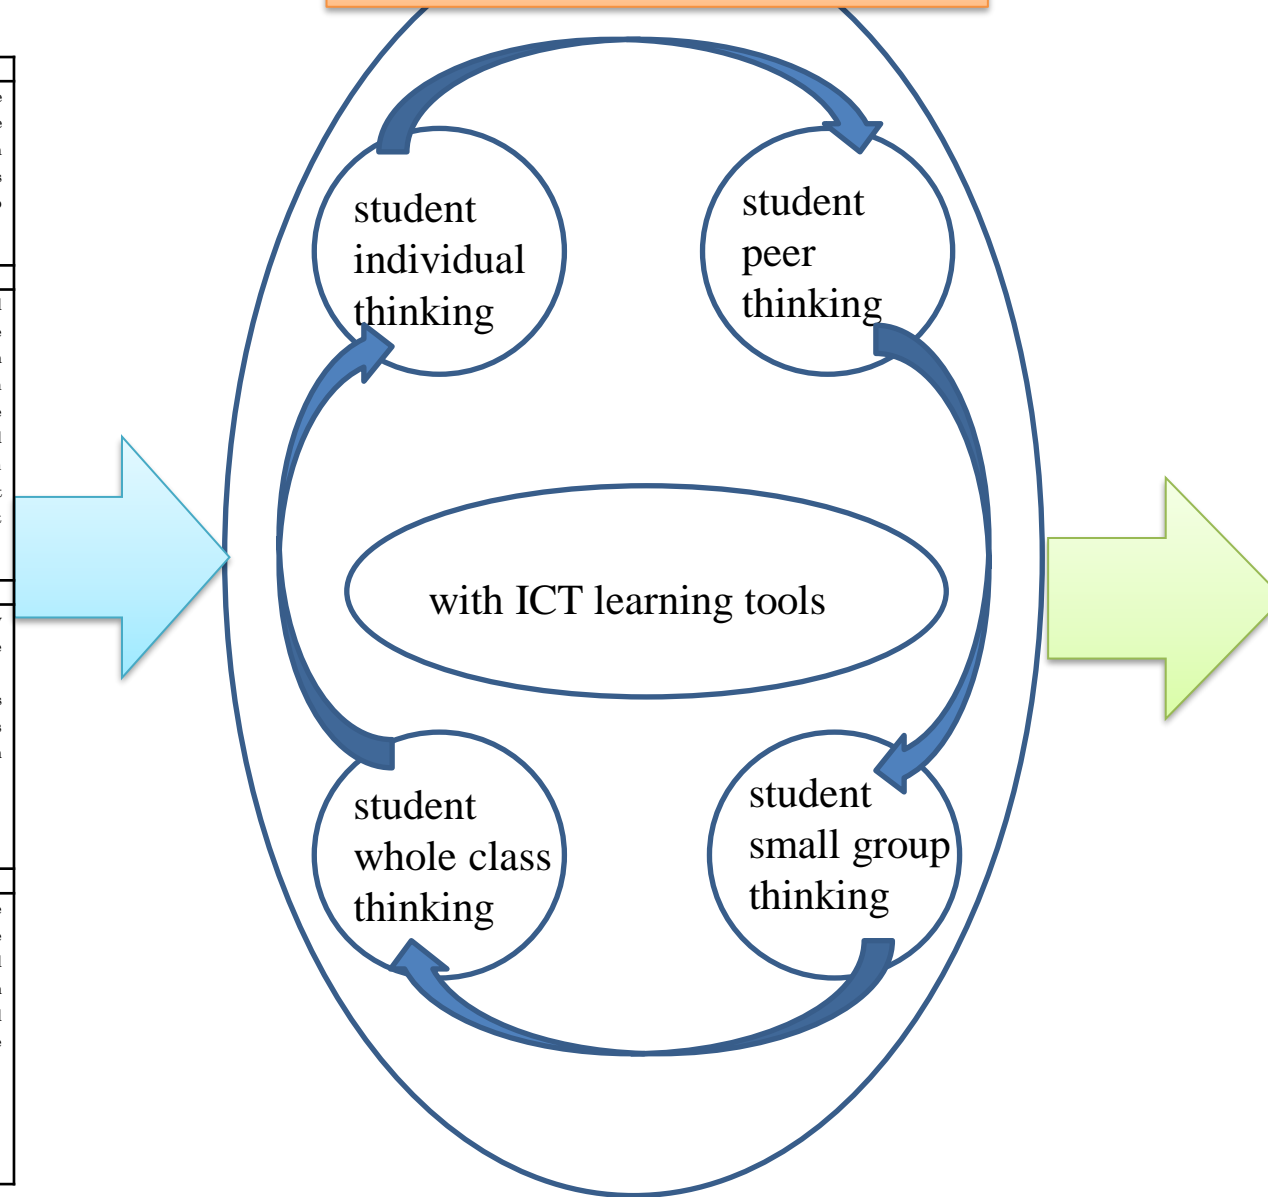 student
individual
thinking
student
peer
thinking
with ICT learning tools
student
whole class
thinking
student
small group
thinking